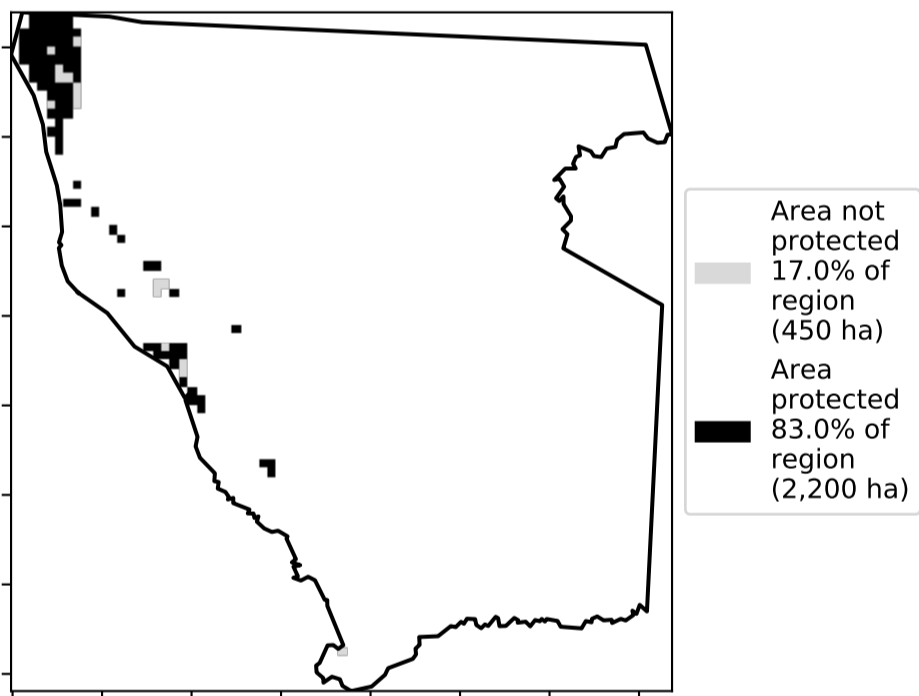 Area not
protected
17.0% of
region
(450 ha)
Area
protected
83.0% of
region
(2,200 ha)